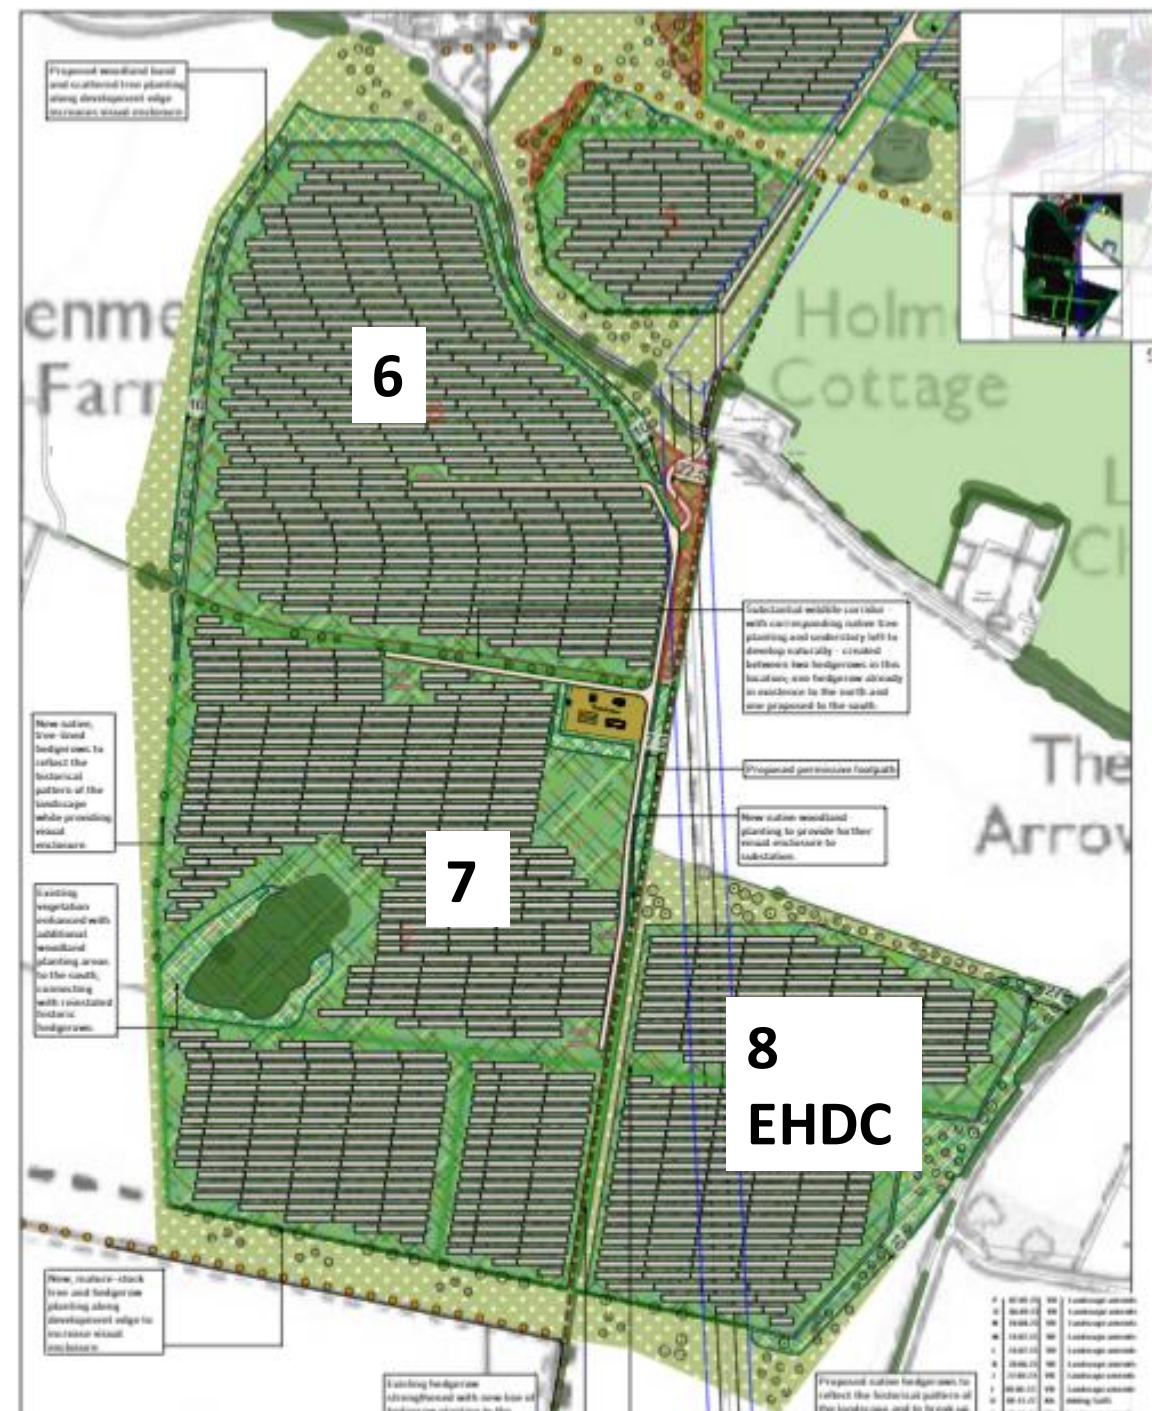 Proposed woodland band
and scattered tree planting
along development edge
increases visual enclosure
5
6
Holm
Cottage
enme
Farm
Substantial wildlife corridor
with corresponding native tree
planting and understory left to
develop naturally - created
between two hedgerows in this
location; one hedgerow already
in existence to the north and
one proposed to the south.
New native,
tree-lined
hedgerows to
reflect the
historical
pattern of the
landscape
while providing
visual
enclosure
Proposed permissive footpath
The
Arrow
New native woodland
planting to provide further
visual enclosure to
substation.
7
Existing
vegetation
enhanced with
additional
woodland
planting areas
to the south,
connecting
with reinstated
historic
hedgerows
8
EHDC
New, mature-stock
tree and hedgerow
planting along
development edge to
increase visual
enclosure
Existing hedgerow
strengthened with new line of
Proposed native hedgerows to
reflect the historical pattern of
the landscape and to break up